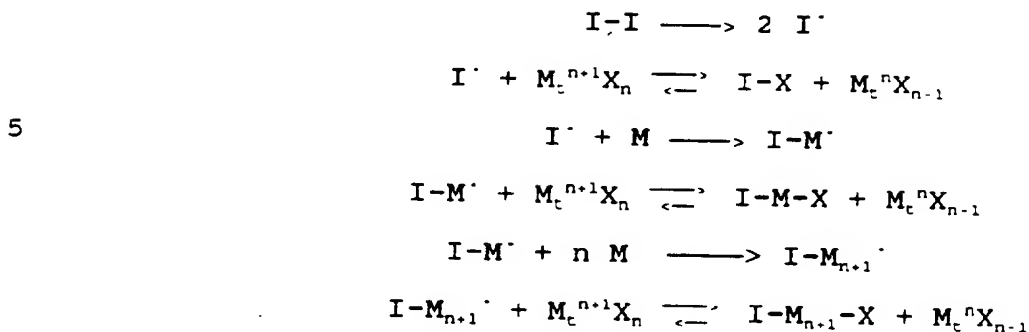 I-I ——> 2 I˙
I˙ + Mₜⁿ⁺¹Xₙ ⇌ I-X + MₜⁿXₙ₋₁
5
I˙ + M ——> I-M˙
I-M˙ + Mₜⁿ⁺¹Xₙ ⇌ I-M-X + MₜⁿXₙ₋₁
I-M˙ + n M ——> I-Mₙ₊₁˙
I-Mₙ₊₁˙ + Mₜⁿ⁺¹Xₙ ⇌ I-Mₙ₊₁-X + MₜⁿXₙ₋₁